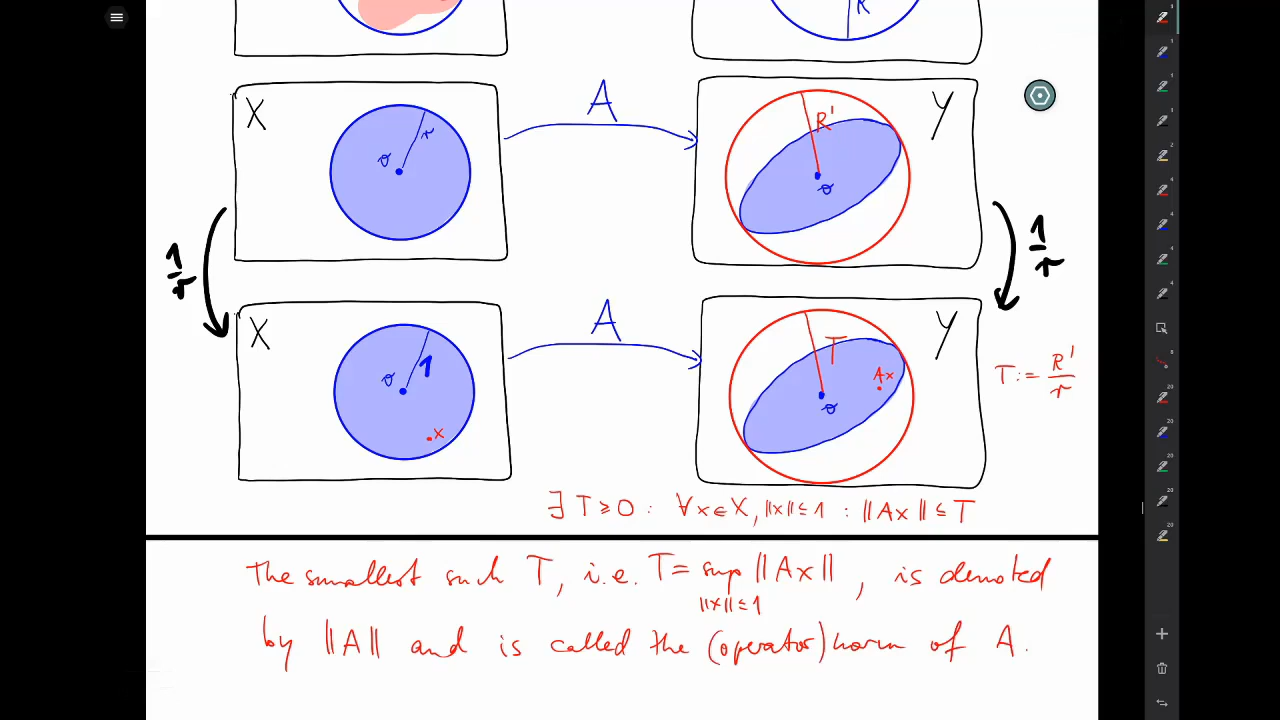 R
X
r
0
A
R'
Y
0
1/r
1/r
X
1
0
x
A
T
Ax
Y
0
T := R'/r
∃ T ≥ 0 : ∀x∈X, ||x|| ≤ 1 : ||Ax|| ≤ T
The smallest such T, i.e. T = sup ||Ax||, is denoted
||x|| ≤ 1
by ||A|| and is called the (operator) norm of A.